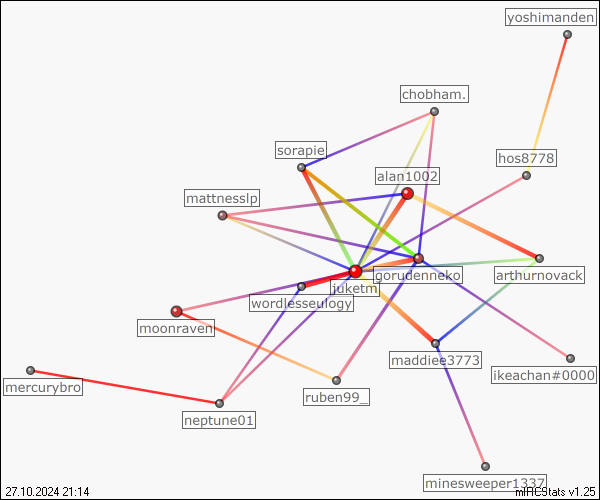 yoshimanden
chobham.
sorapie
hos8778
alan1002
mattnesslp
gorudenneko
arthurnovack
juketm
wordlesseulogy
moonraven
maddiee3773
ikeachan#0000
mercurybro
ruben99_
neptune01
minesweeper1337
27.10.2024 21:14
mIRCStats v1.25